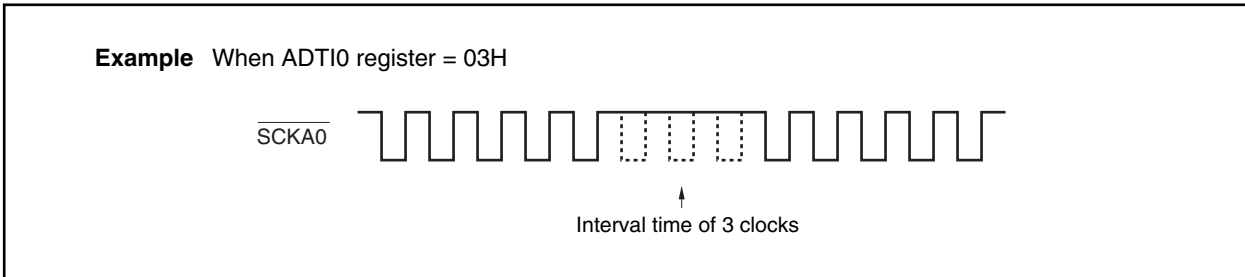 Example When ADTI0 register = 03H
SCKA0
Interval time of 3 clocks